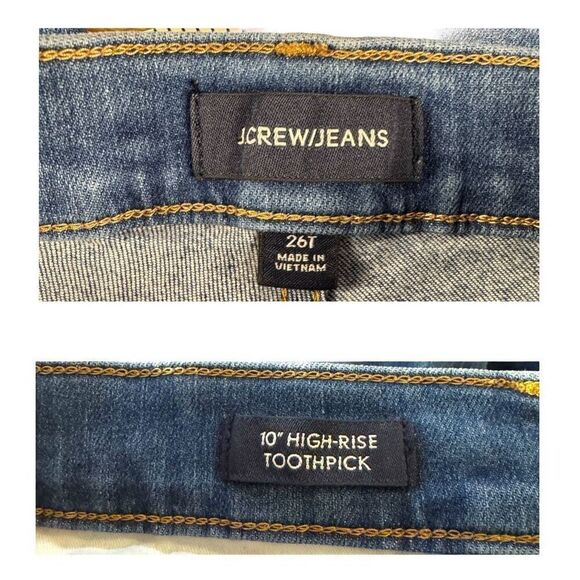 J.CREW/JEANS
26T
MADE IN
VIETNAM
10" HIGH-RISE
TOOTHPICK